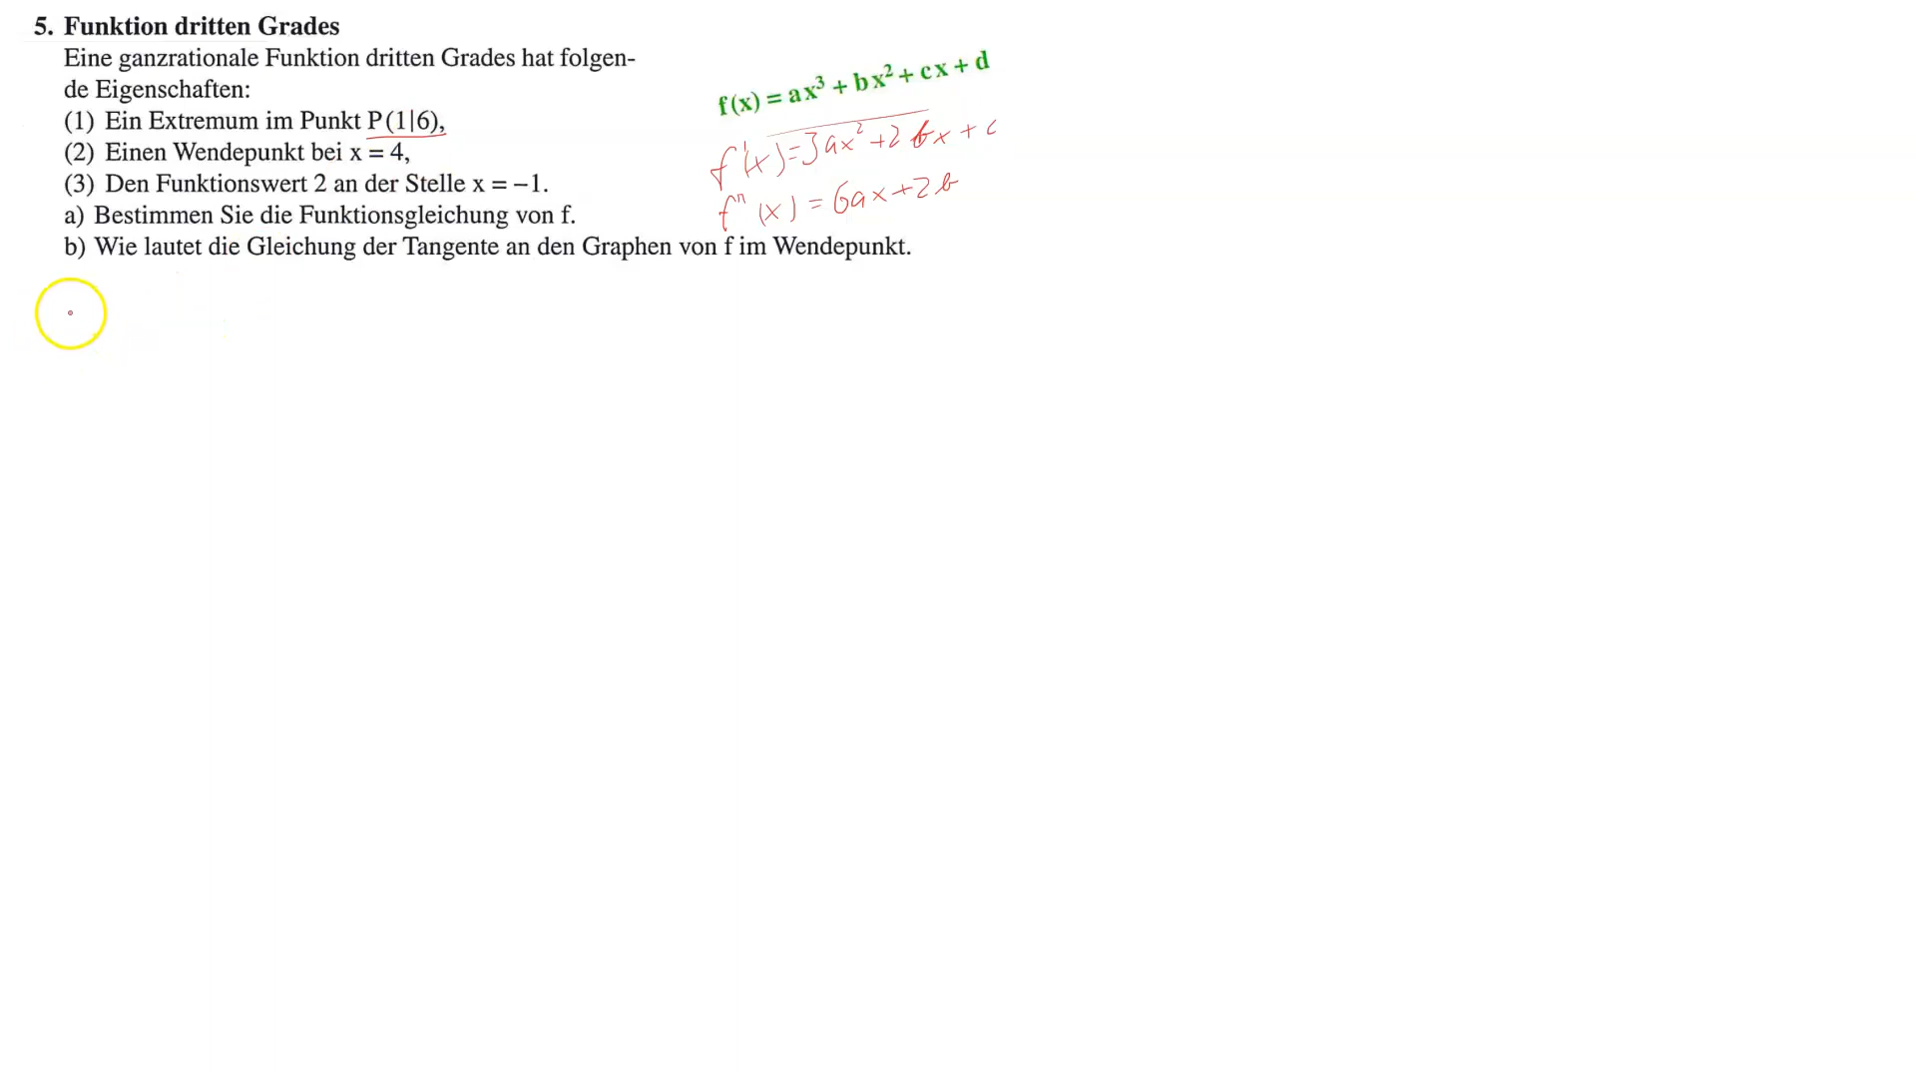 5. Funktion dritten Grades
Eine ganzrationale Funktion dritten Grades hat folgen-
de Eigenschaften:
(1) Ein Extremum im Punkt P(1|6),
(2) Einen Wendepunkt bei x = 4,
(3) Den Funktionswert 2 an der Stelle x = −1.
a) Bestimmen Sie die Funktionsgleichung von f.
b) Wie lautet die Gleichung der Tangente an den Graphen von f im Wendepunkt.
f(x) = ax³ + bx² + cx + d
f'(x) = 3ax² + 2bx + c
f''(x) = 6ax + 2b